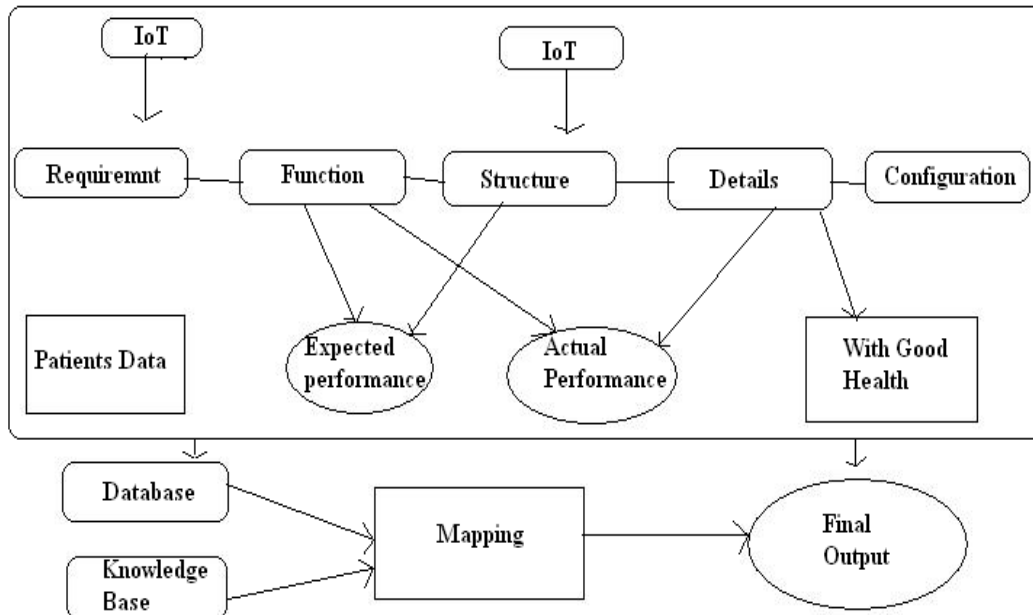 IoT
IoT
Requiremnt
Function
Structure
Details
Configuration
Patients Data
Expected
performance
Actual
Performance
With Good
Health
Database
Mapping
Final
Output
Knowledge
Base